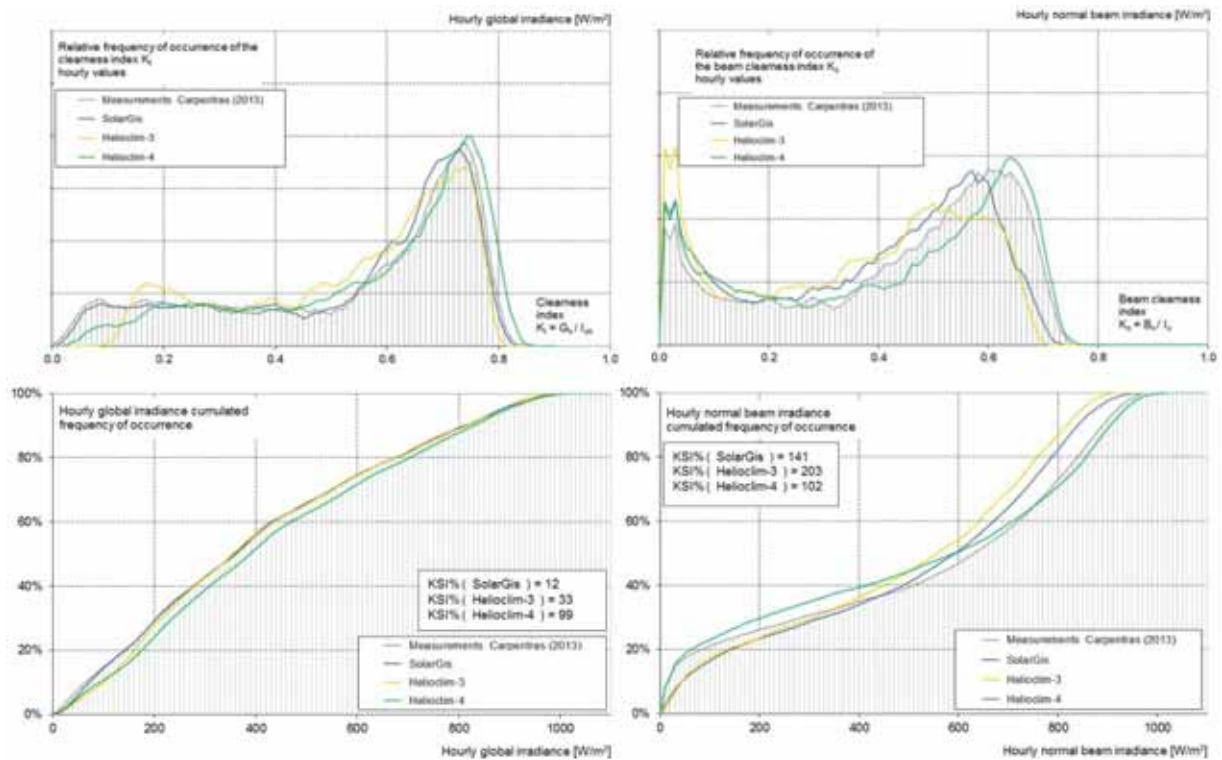 Hourly global irradiance [W/m²]
Relative frequency of occurrence of the
clearness index Kt
hourly values
Measurements Carpentras (2013)
SolarGis
Helioclim-3
Helioclim-4
Clearness
index
Kt = Gh / Ioh
0.0 0.2 0.4 0.6 0.8 1.0
Hourly normal beam irradiance [W/m²]
Relative frequency of occurrence of
the beam clearness index Kb
hourly values
Measurements Carpentras (2013)
SolarGis
Helioclim-3
Helioclim-4
Beam clearness
index
Kb = Bn / Io
0.0 0.2 0.4 0.6 0.8 1.0
100%
80%
60%
40%
20%
0%
Hourly global irradiance cumulated
frequency of occurrence
KSI% ( SolarGis ) = 12
KSI% ( Helioclim-3 ) = 33
KSI% ( Helioclim-4 ) = 99
Measurements Carpentras (2013)
SolarGis
Helioclim-3
Helioclim-4
0 200 400 600 800 1000
Hourly global irradiance [W/m²]
100%
80%
60%
40%
20%
0%
Hourly normal beam irradiance
cumulated frequency of occurrence
KSI% ( SolarGis ) = 141
KSI% ( Helioclim-3 ) = 203
KSI% ( Helioclim-4 ) = 102
Measurements Carpentras (2013)
SolarGis
Helioclim-3
Helioclim-4
0 200 400 600 800 1000
Hourly normal beam irradiance [W/m²]